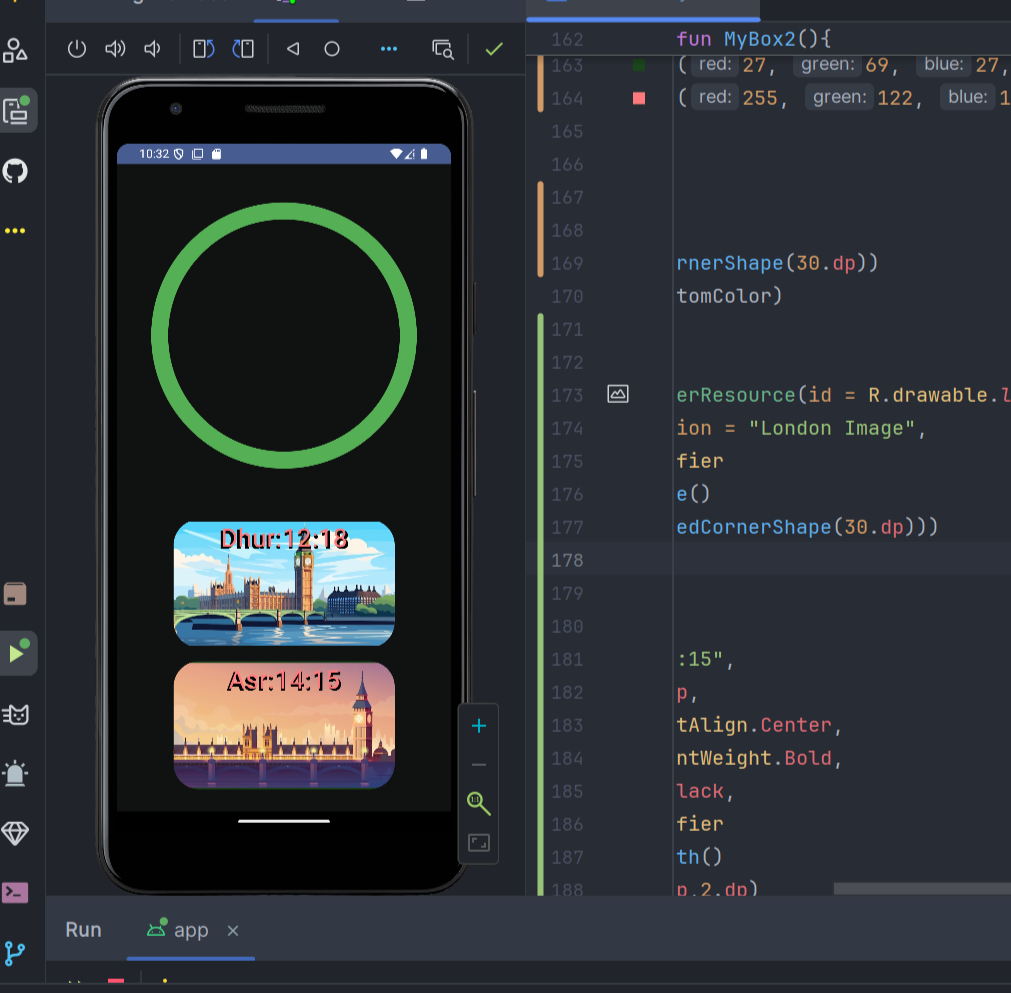 10:32
Dhur:12:18
Asr:14:15
1:1
Run
app
162 fun MyBox2(){
163 ( red: 27, green: 69, blue: 27,
164 ( red: 255, green: 122, blue: 1
165
166
167
168
169 rnerShape(30.dp))
170 tomColor)
171
172
173 erResource(id = R.drawable.l
174 ion = "London Image",
175 fier
176 e()
177 edCornerShape(30.dp)))
178
179
180
181 :15",
182 p,
183 tAlign.Center,
184 ntWeight.Bold,
185 lack,
186 fier
187 th()
188 p,2.dp)